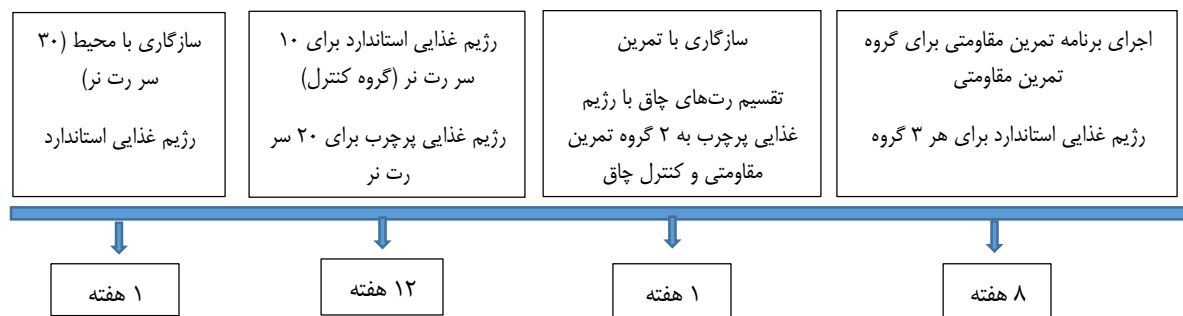 سازگاری با محیط (۳۰
سر رت نر)
رژیم غذایی استاندارد
رژیم غذایی استاندارد برای ۱۰
سر رت نر (گروه کنترل)
رژیم غذایی پرچرب برای ۲۰ سر
رت نر
سازگاری با تمرین
تقسیم رت‌های چاق با رژیم
غذایی پرچرب به ۲ گروه تمرین
مقاومتی و کنترل چاق
اجرای برنامه تمرین مقاومتی برای گروه
تمرین مقاومتی
رژیم غذایی استاندارد برای هر ۳ گروه
۱ هفته
۱۲ هفته
۱ هفته
۸ هفته